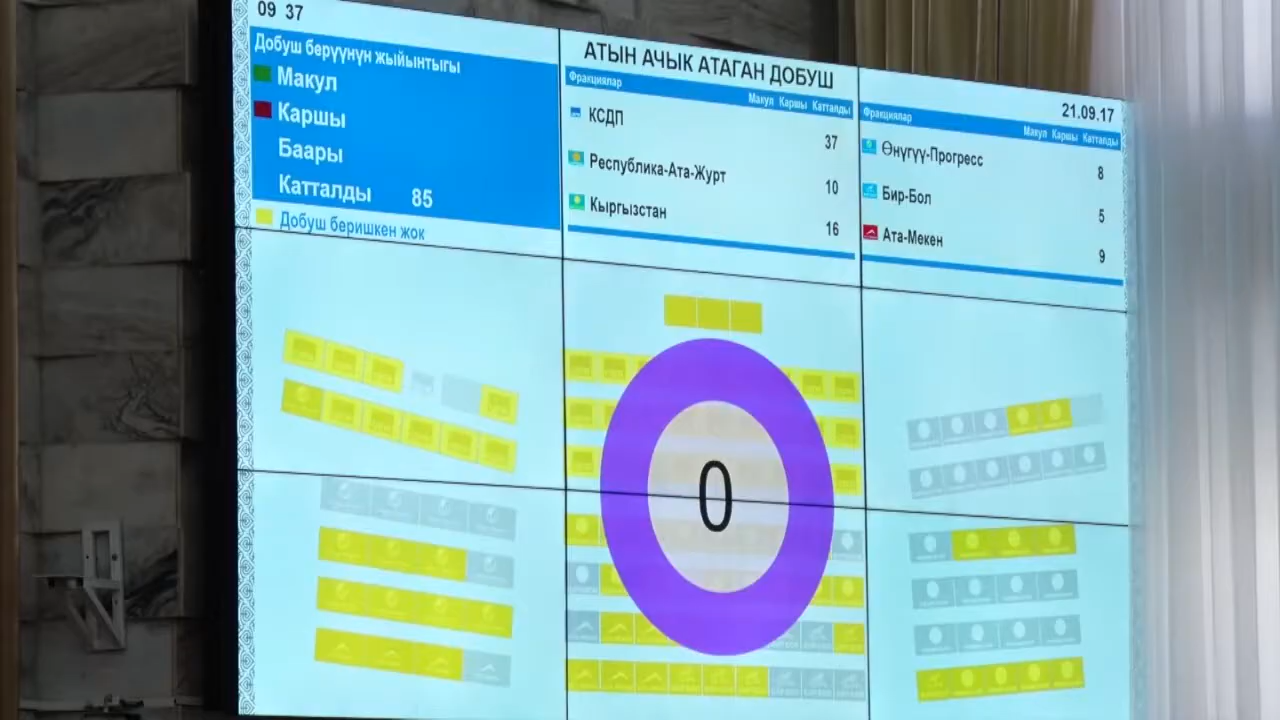 09 37
Добуш берүүнүн жыйынтыгы
Макул
Каршы
Баары
Катталды 85
Добуш беришкен жок
АТЫН АЧЫК АТАГАН ДОБУШ
Фракциялар
Макул Каршы Катталды
КСДП 37
Республика-Ата-Журт 10
Кыргызстан 16
21.09.17
Фракциялар
Макул Каршы Катталды
Өнүгүү-Прогресс 8
Бир-Бол 5
Ата-Мекен 9
0